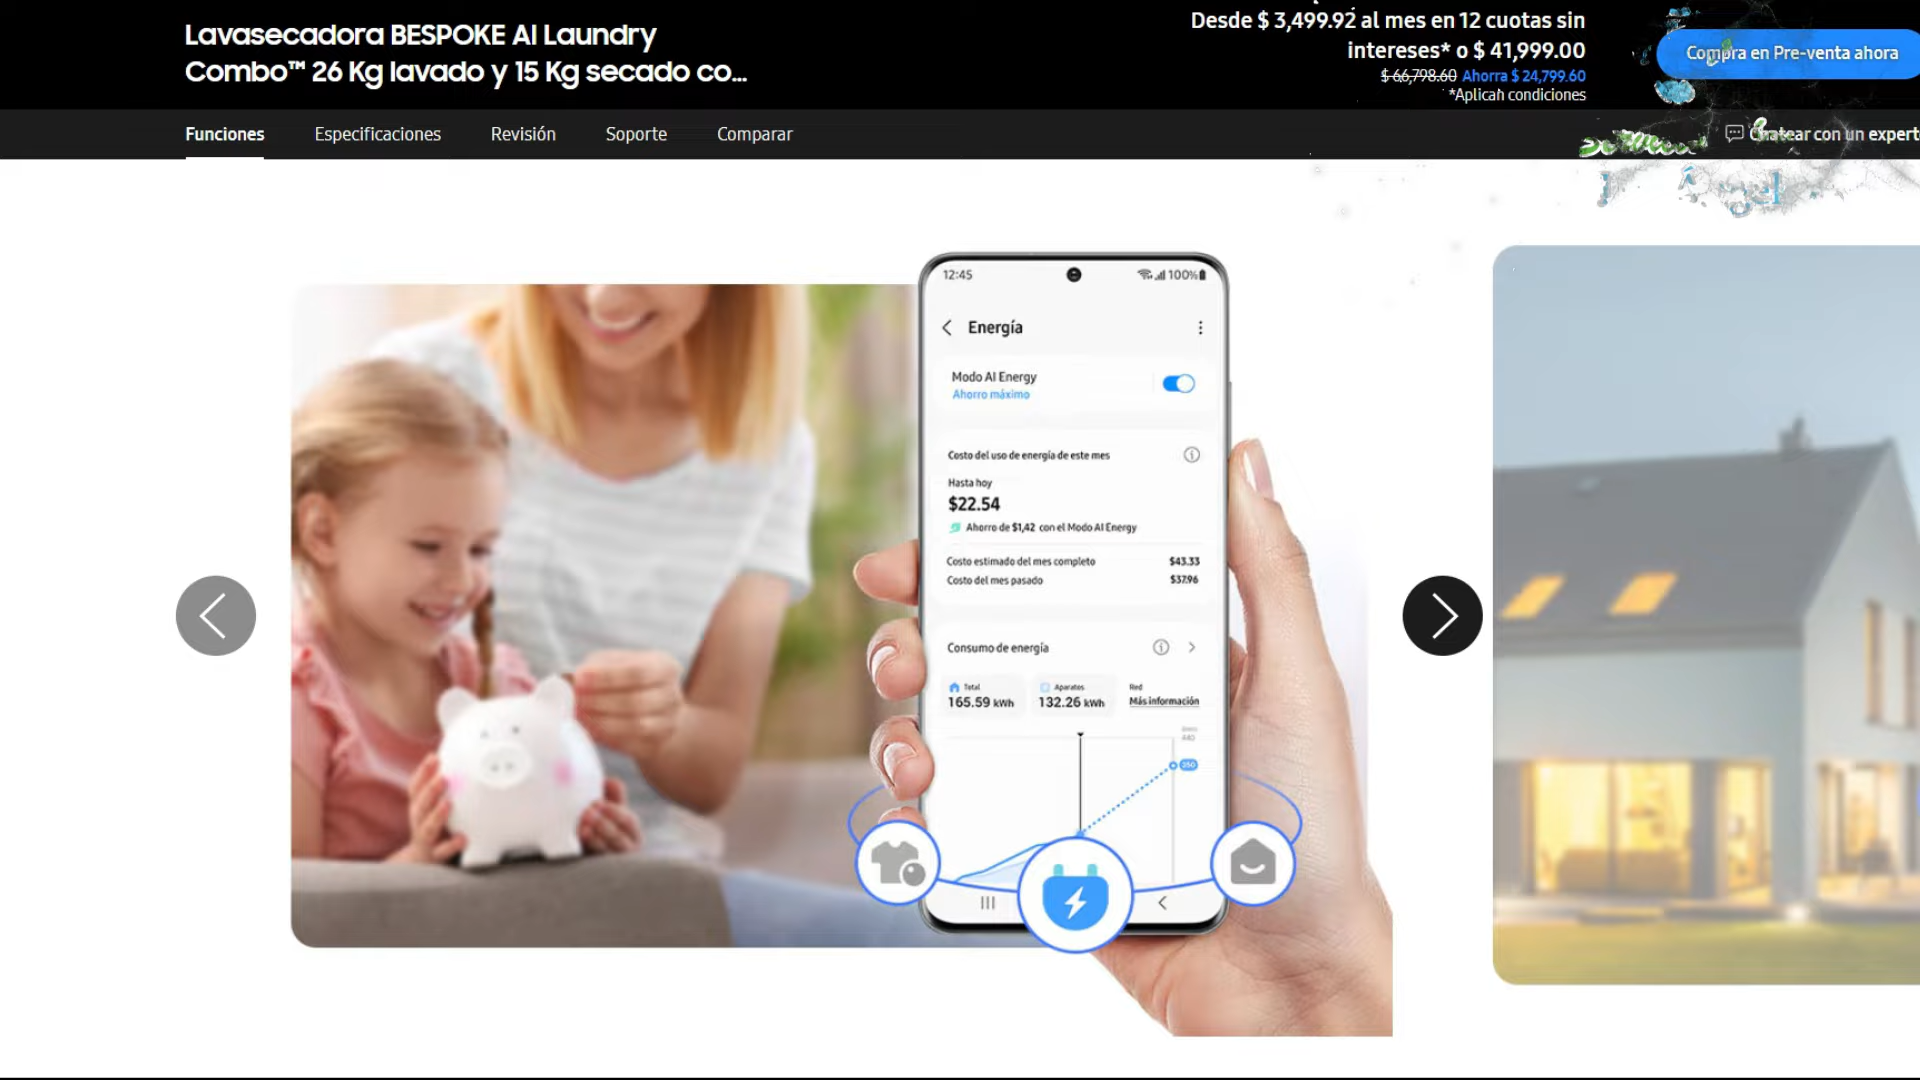 Lavasecadora BESPOKE AI Laundry
Combo™ 26 Kg lavado y 15 Kg secado co...
Desde $ 3,499.92 al mes en 12 cuotas sin
intereses* o $ 41,999.00
$ 66,798.60 Ahorra $ 24,799.60
*Aplican condiciones
Compra en Pre-venta ahora
Funciones Especificaciones Revisión Soporte Comparar
Chatear con un expert
12:45 100%
Energía
Modo AI Energy
Ahorro máximo
Costo del uso de energía de este mes
Hasta hoy
$22.54
Ahorro de $1,42 con el Modo AI Energy
Costo estimado del mes completo $43.33
Costo del mes pasado $37.96
Consumo de energía
Total Aparatos Red
165.59 kWh 132.26 kWh Más información
440
350